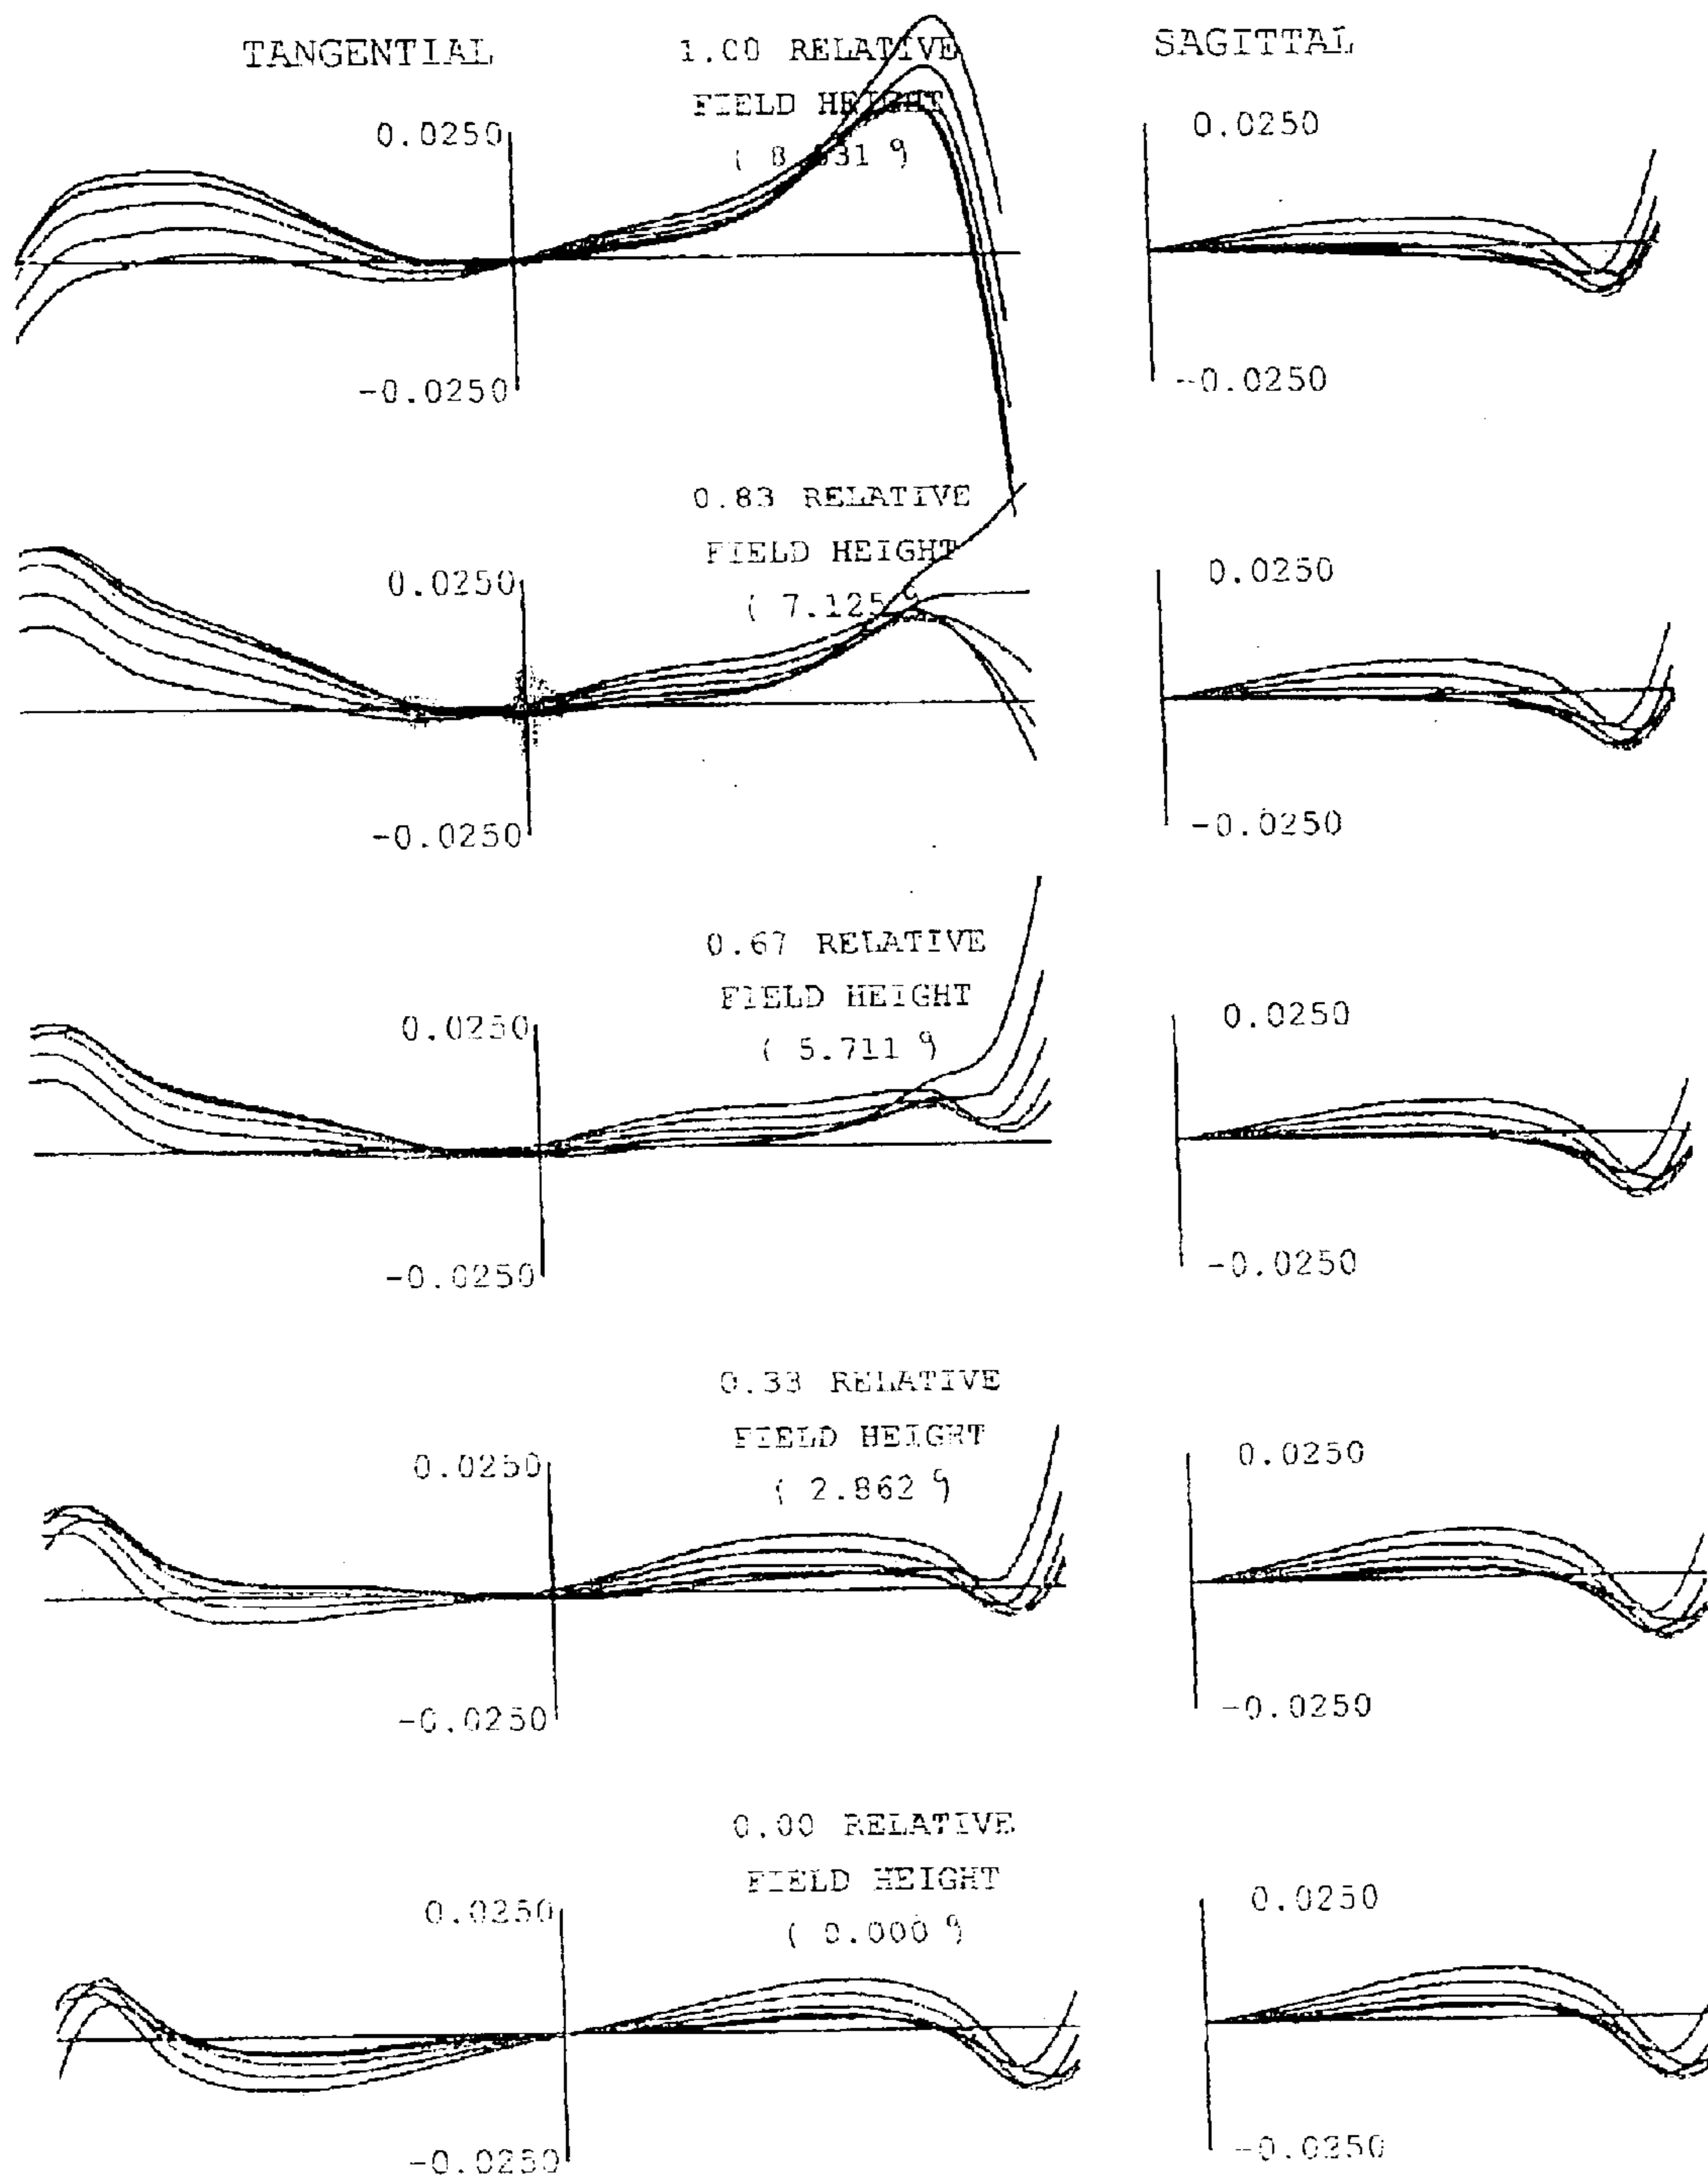 TANGENTIAL
1.00 RELATIVE
FIELD HEIGHT
SAGITTAL
0.0250
0.0250
-0.0250
-0.0250
0.83 RELATIVE
FIELD HEIGHT
( 7.125°)
0.0250
0.0250
-0.0250
-0.0250
0.67 RELATIVE
FIELD HEIGHT
( 5.711°)
0.0250
0.0250
-0.0250
-0.0250
0.33 RELATIVE
FIELD HEIGHT
( 2.862°)
0.0250
0.0250
-0.0250
-0.0250
0.00 RELATIVE
FIELD HEIGHT
( 0.000°)
0.0250
0.0250
-0.0250
-0.0250